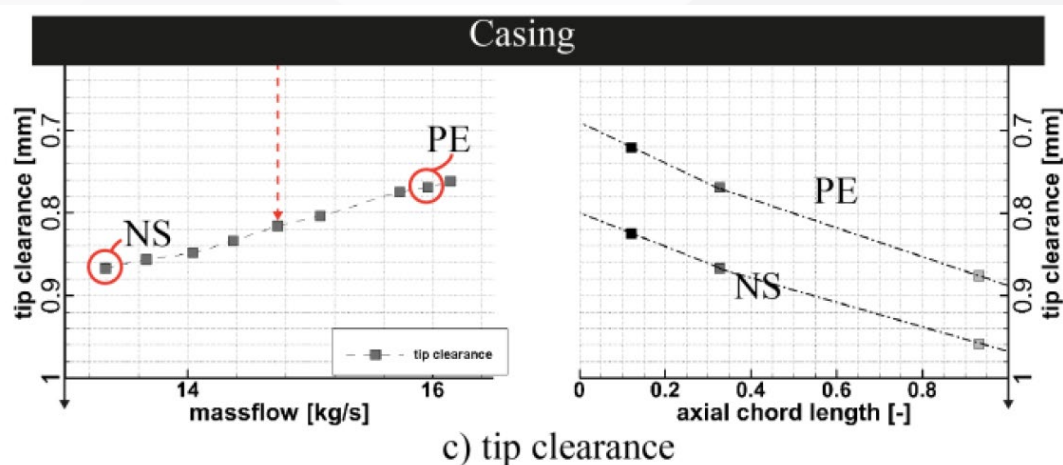 Casing
tip clearance [mm]
0.7
0.8
0.9
1
NS
PE
tip clearance
14
16
massflow [kg/s]
PE
NS
0
0.2
0.4
0.6
0.8
axial chord length [-]
0.7
0.8
0.9
1
tip clearance [mm]
c) tip clearance